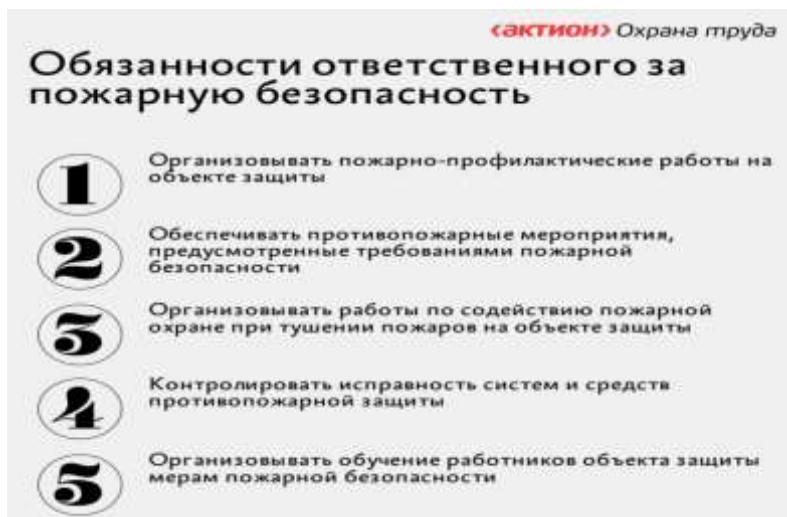 ‹актион› Охрана труда
Обязанности ответственного за
пожарную безопасность
1
Организовывать пожарно-профилактические работы на
объекте защиты
2
Обеспечивать противопожарные мероприятия,
предусмотренные требованиями пожарной
безопасности
3
Организовывать работы по содействию пожарной
охране при тушении пожаров на объекте защиты
4
Контролировать исправность систем и средств
противопожарной защиты
5
Организовывать обучение работников объекта защиты
мерам пожарной безопасности